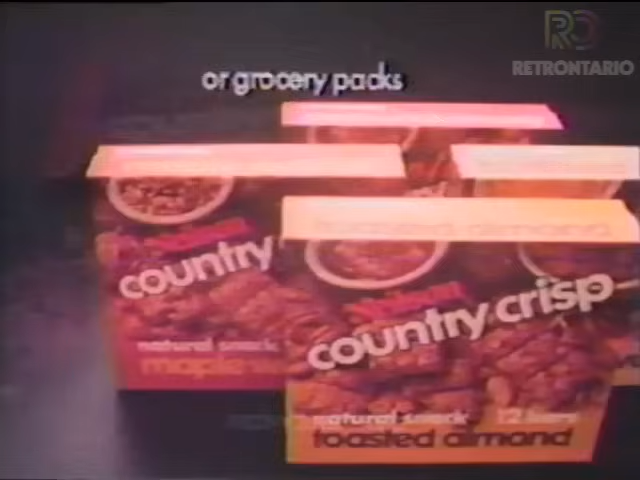 RETRONTARIO
or grocery packs
country
natural snack
maple
country crisp
natural snack 12 bars
toasted almond